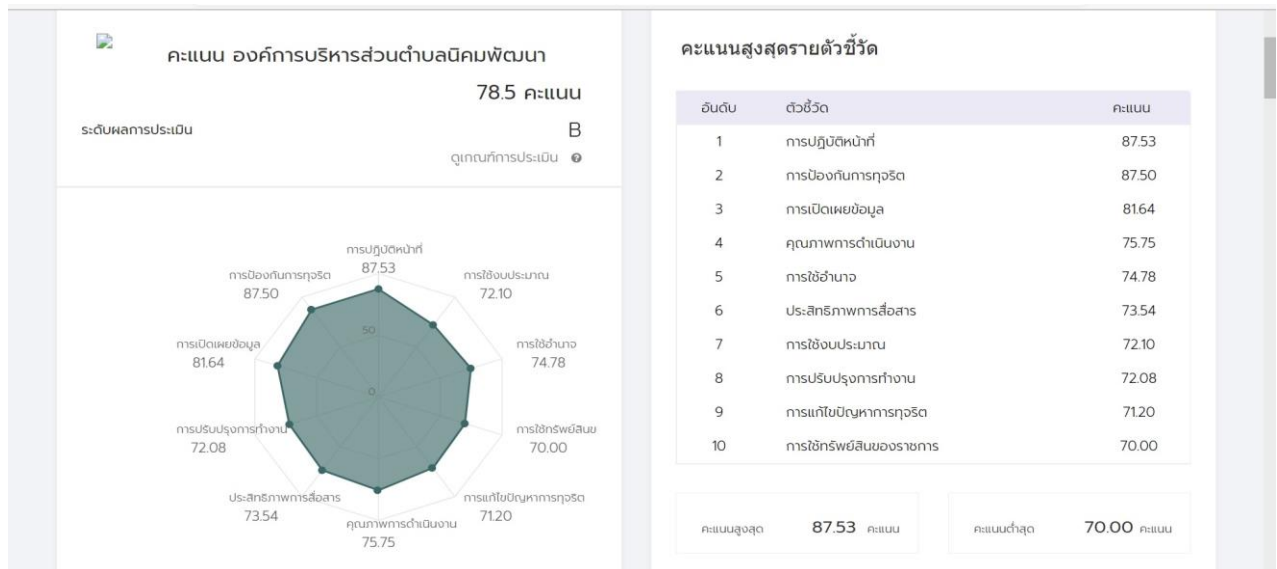 คะแนน องค์การบริหารส่วนตำบลนิคมพัฒนา
78.5 คะแนน
ระดับผลการประเมิน B
ดูเกณฑ์การประเมิน
การปฏิบัติหน้าที่
87.53
การป้องกันการทุจริต
87.50
การใช้งบประมาณ
72.10
50
การเปิดเผยข้อมูล
81.64
การใช้อำนาจ
74.78
0
การปรับปรุงการทำงาน
72.08
การใช้ทรัพย์สินข
70.00
ประสิทธิภาพการสื่อสาร
73.54
การแก้ไขปัญหาการทุจริต
71.20
คุณภาพการดำเนินงาน
75.75
คะแนนสูงสุดรายตัวชี้วัด
อันดับ ตัวชี้วัด คะแนน
1 การปฏิบัติหน้าที่ 87.53
2 การป้องกันการทุจริต 87.50
3 การเปิดเผยข้อมูล 81.64
4 คุณภาพการดำเนินงาน 75.75
5 การใช้อำนาจ 74.78
6 ประสิทธิภาพการสื่อสาร 73.54
7 การใช้งบประมาณ 72.10
8 การปรับปรุงการทำงาน 72.08
9 การแก้ไขปัญหาการทุจริต 71.20
10 การใช้ทรัพย์สินของราชการ 70.00
คะแนนสูงสุด 87.53 คะแนน
คะแนนต่ำสุด 70.00 คะแนน